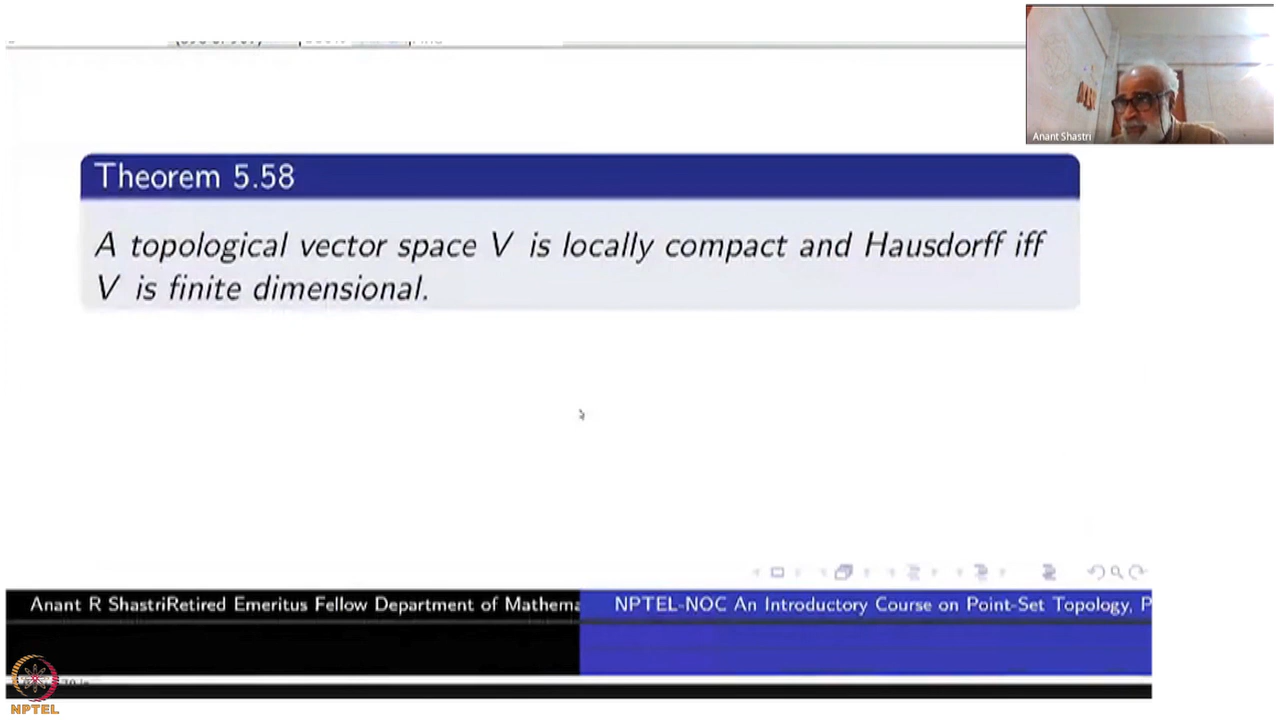 Anant Shastri
Theorem 5.58
A topological vector space V is locally compact and Hausdorff iff
V is finite dimensional.
Anant R ShastriRetired Emeritus Fellow Department of Mathema
NPTEL-NOC An Introductory Course on Point-Set Topology, P
NPTEL